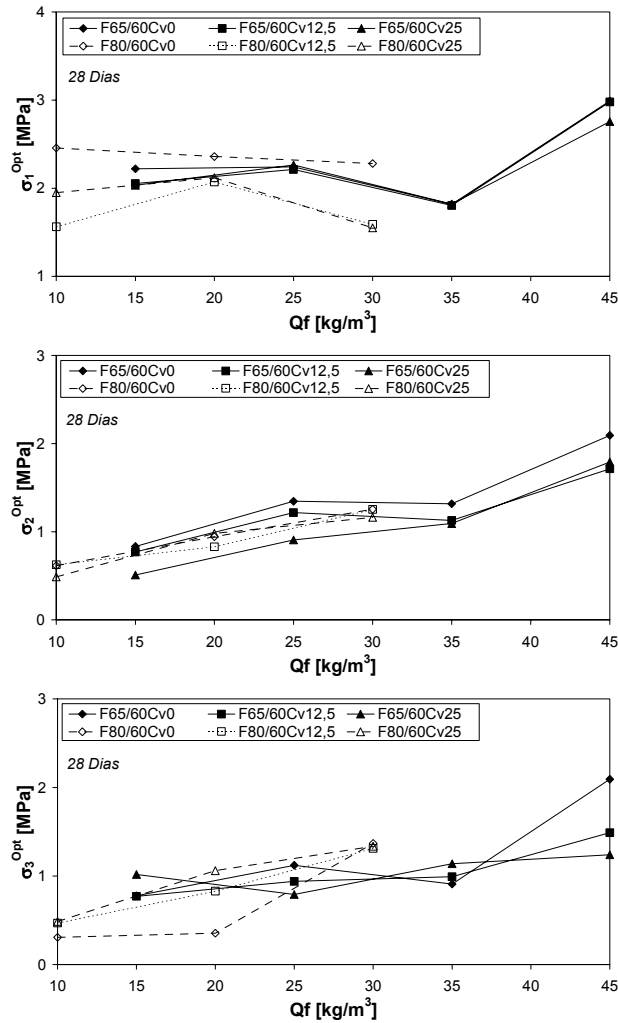 4
3
2
1
σ₁ᴼᵖᵗ [MPa]
F65/60Cv0 F65/60Cv12,5 F65/60Cv25
F80/60Cv0 F80/60Cv12,5 F80/60Cv25
28 Dias
10 15 20 25 30 35 40 45
Qf [kg/m³]
3
2
1
0
σ₂ᴼᵖᵗ [MPa]
F65/60Cv0 F65/60Cv12,5 F65/60Cv25
F80/60Cv0 F80/60Cv12,5 F80/60Cv25
28 Dias
10 15 20 25 30 35 40 45
Qf [kg/m³]
3
2
1
0
σ₃ᴼᵖᵗ [MPa]
F65/60Cv0 F65/60Cv12,5 F65/60Cv25
F80/60Cv0 F80/60Cv12,5 F80/60Cv25
28 Dias
10 15 20 25 30 35 40 45
Qf [kg/m³]